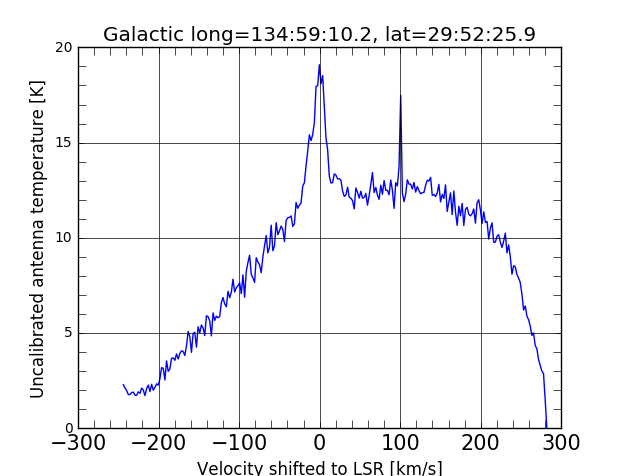 Galactic long=134:59:10.2, lat=29:52:25.9
Uncalibrated antenna temperature [K]
20
15
10
5
0
−300 −200 −100 0 100 200 300
Velocity shifted to LSR [km/s]